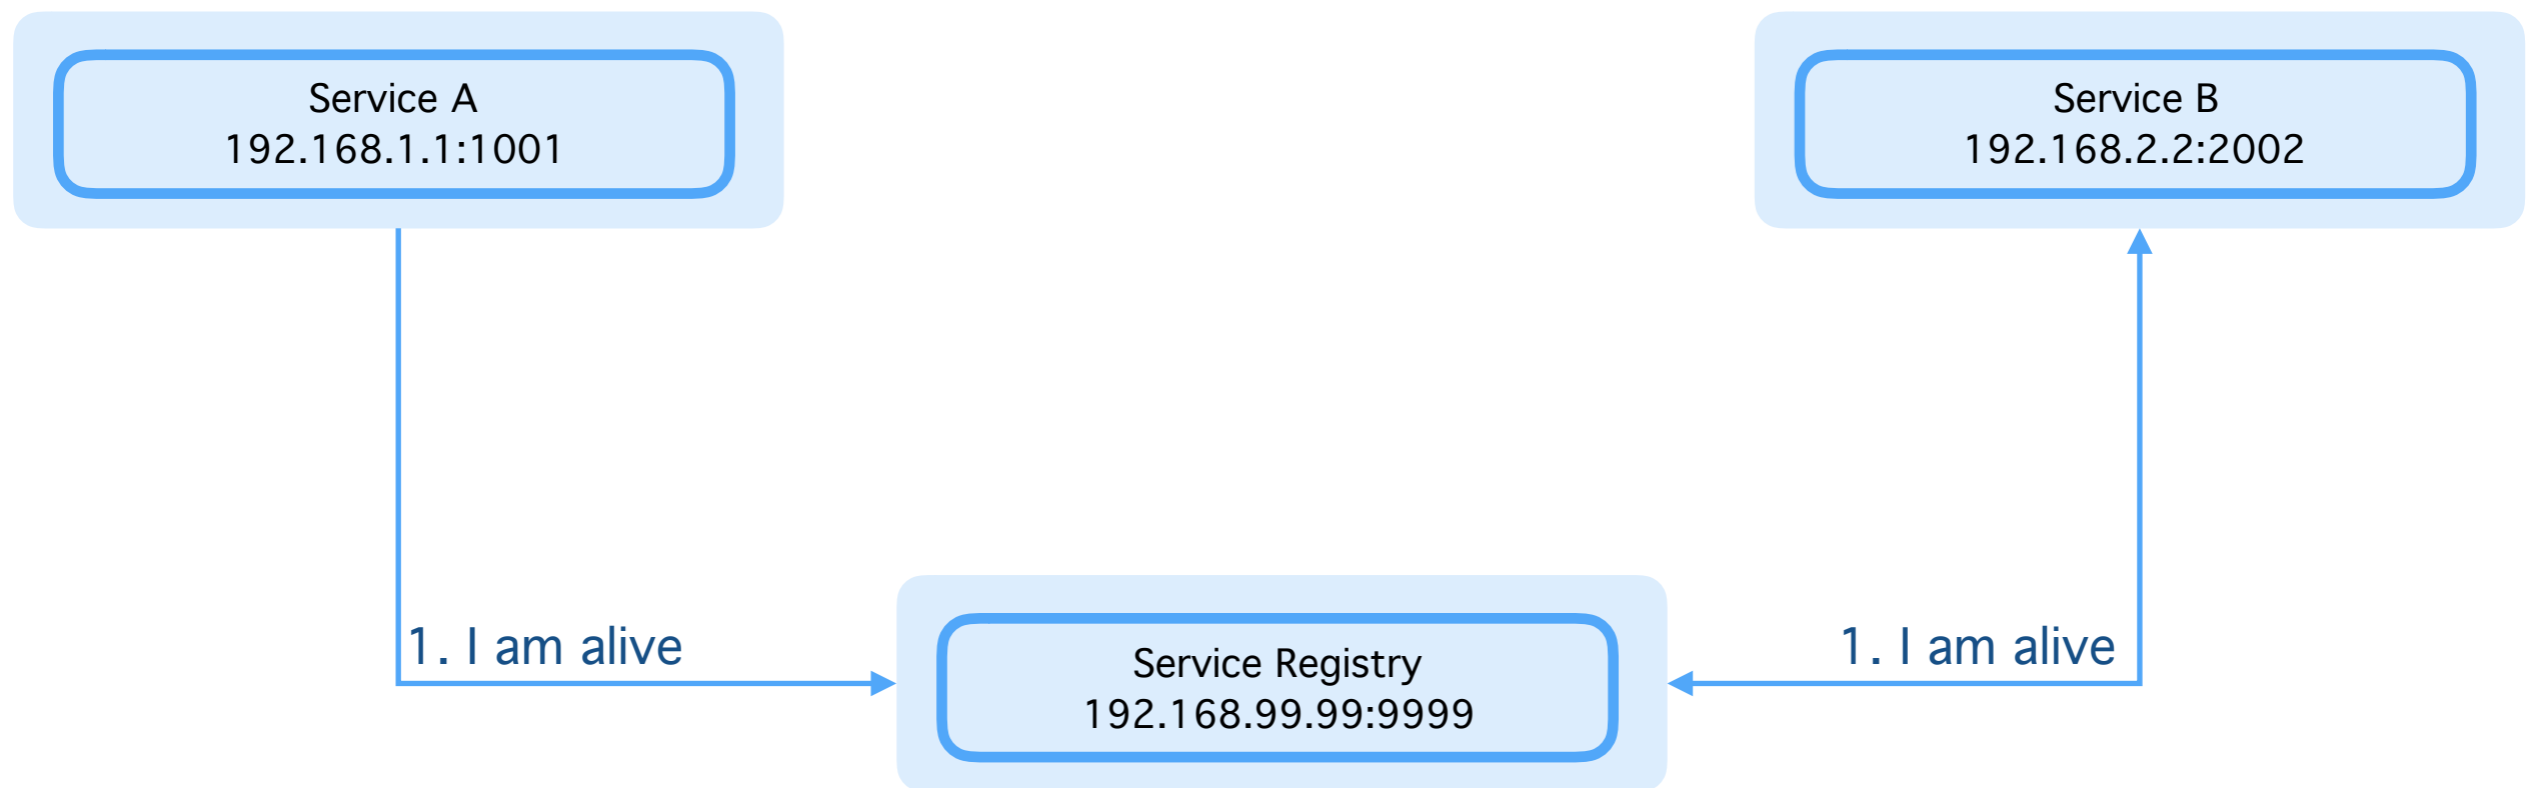 Service A
192.168.1.1:1001
Service B
192.168.2.2:2002
1. I am alive
1. I am alive
Service Registry
192.168.99.99:9999